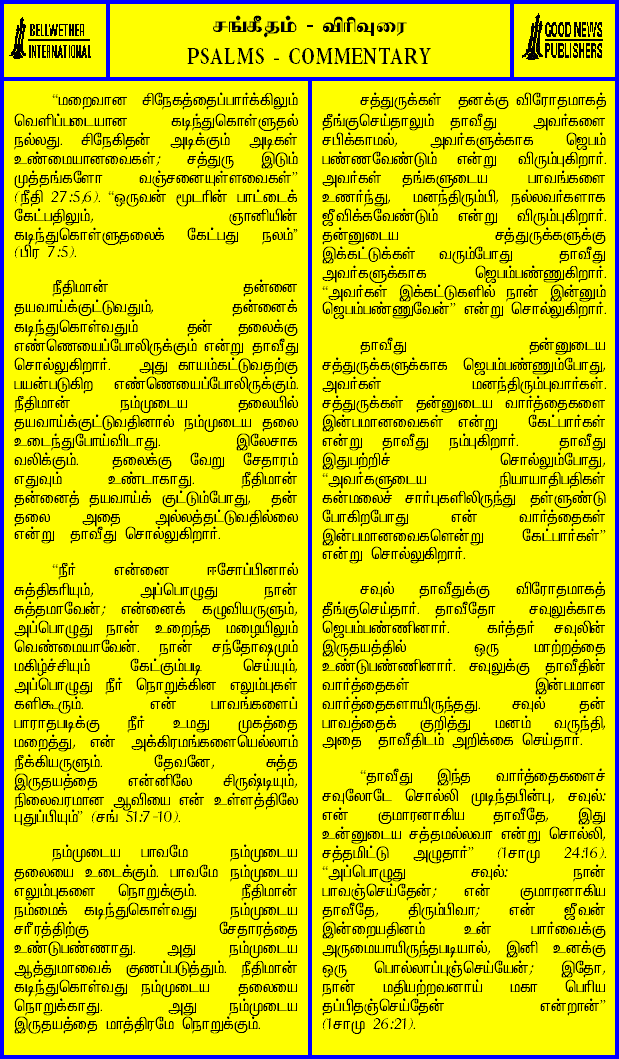 BELLWETHER
INTERNATIONAL
சங்கீதம் - விரிவுரை
PSALMS - COMMENTARY
GOOD NEWS
PUBLISHERS
“மறைவான சிநேகத்தைப்பார்க்கிலும்
வெளிப்படையான கடிந்துகொள்ளுதல்
நல்லது. சிநேகிதன் அடிக்கும் அடிகள்
உண்மையானவைகள்; சத்துரு இடும்
முத்தங்களோ வஞ்சனையுள்ளவைகள்”
(நீதி 27:5,6). “ஒருவன் மூடரின் பாட்டைக்
கேட்பதிலும், ஞானியின்
கடிந்துகொள்ளுதலைக் கேட்பது நலம்”
(பிர 7:5).
நீதிமான் தன்னை
தயவாய்க்குட்டுவதும், தன்னைக்
கடிந்துகொள்வதும் தன் தலைக்கு
எண்ணெயைப்போலிருக்கும் என்று தாவீது
சொல்லுகிறார். அது காயம்கட்டுவதற்கு
பயன்படுகிற எண்ணெயைப்போலிருக்கும்.
நீதிமான் நம்முடைய தலையில்
தயவாய்க்குட்டுவதினால் நம்முடைய தலை
உடைந்துபோய்விடாது. இலேசாக
வலிக்கும். தலைக்கு வேறு சேதாரம்
எதுவும் உண்டாகாது. நீதிமான்
தன்னைத் தயவாய்க் குட்டும்போது, தன்
தலை அதை அல்லத்தட்டுவதில்லை
என்று தாவீது சொல்லுகிறார்.
“நீர் என்னை ஈசோப்பினால்
சுத்திகரியும், அப்பொழுது நான்
சுத்தமாவேன்; என்னைக் கழுவியருளும்,
அப்பொழுது நான் உறைந்த மழையிலும்
வெண்மையாவேன். நான் சந்தோஷமும்
மகிழ்ச்சியும் கேட்கும்படி செய்யும்,
அப்பொழுது நீர் நொறுக்கின எலும்புகள்
களிகூரும். என் பாவங்களைப்
பாராதபடிக்கு நீர் உமது முகத்தை
மறைத்து, என் அக்கிரமங்களையெல்லாம்
நீக்கியருளும். தேவனே, சுத்த
இருதயத்தை என்னிலே சிருஷ்டியும்,
நிலைவரமான ஆவியை என் உள்ளத்திலே
புதுப்பியும்” (சங் 51:7-10).
நம்முடைய பாவமே நம்முடைய
தலையை உடைக்கும். பாவமே நம்முடைய
எலும்புகளை நொறுக்கும். நீதிமான்
நம்மைக் கடிந்துகொள்வது நம்முடைய
சரீரத்திற்கு சேதாரத்தை
உண்டுபண்ணாது. அது நம்முடைய
ஆத்துமாவைக் குணப்படுத்தும். நீதிமான்
கடிந்துகொள்வது நம்முடைய தலையை
நொறுக்காது. அது நம்முடைய
இருதயத்தை மாத்திரமே நொறுக்கும்.
சத்துருக்கள் தனக்கு விரோதமாகத்
தீங்குசெய்தாலும் தாவீது அவர்களை
சபிக்காமல், அவர்களுக்காக ஜெபம்
பண்ணவேண்டும் என்று விரும்புகிறார்.
அவர்கள் தங்களுடைய பாவங்களை
உணர்ந்து, மனந்திரும்பி, நல்லவர்களாக
ஜீவிக்கவேண்டும் என்று விரும்புகிறார்.
தன்னுடைய சத்துருக்களுக்கு
இக்கட்டுக்கள் வரும்போது தாவீது
அவர்களுக்காக ஜெபம்பண்ணுகிறார்.
“அவர்கள் இக்கட்டுகளில் நான் இன்னும்
ஜெபம்பண்ணுவேன்” என்று சொல்லுகிறார்.
தாவீது தன்னுடைய
சத்துருக்களுக்காக ஜெபம்பண்ணும்போது,
அவர்கள் மனந்திரும்புவார்கள்.
சத்துருக்கள் தன்னுடைய வார்த்தைகளை
இன்பமானவைகள் என்று கேட்பார்கள்
என்று தாவீது நம்புகிறார். தாவீது
இதுபற்றிச் சொல்லும்போது,
“அவர்களுடைய நியாயாதிபதிகள்
கன்மலைச் சார்புகளிலிருந்து தள்ளுண்டு
போகிறபோது என் வார்த்தைகள்
இன்பமானவைகளென்று கேட்பார்கள்”
என்று சொல்லுகிறார்.
சவுல் தாவீதுக்கு விரோதமாகத்
தீங்குசெய்தார். தாவீதோ சவுலுக்காக
ஜெபம்பண்ணினார். கர்த்தர் சவுலின்
இருதயத்தில் ஒரு மாற்றத்தை
உண்டுபண்ணினார். சவுலுக்கு தாவீதின்
வார்த்தைகள் இன்பமான
வார்த்தைகளாயிருந்தது. சவுல் தன்
பாவத்தைக் குறித்து மனம் வருந்தி,
அதை தாவீதிடம் அறிக்கை செய்தார்.
“தாவீது இந்த வார்த்தைகளைச்
சவுலோடே சொல்லி முடிந்தபின்பு, சவுல்:
என் குமாரனாகிய தாவீதே, இது
உன்னுடைய சத்தமல்லவா என்று சொல்லி,
சத்தமிட்டு அழுதார்” (1சாமு 24:16).
“அப்பொழுது சவுல்: நான்
பாவஞ்செய்தேன்; என் குமாரனாகிய
தாவீதே, திரும்பிவா; என் ஜீவன்
இன்றையதினம் உன் பார்வைக்கு
அருமையாயிருந்தபடியால், இனி உனக்கு
ஒரு பொல்லாப்புஞ்செய்யேன்; இதோ,
நான் மதியற்றவனாய் மகா பெரிய
தப்பிதஞ்செய்தேன் என்றான்”
(1சாமு 26:21).